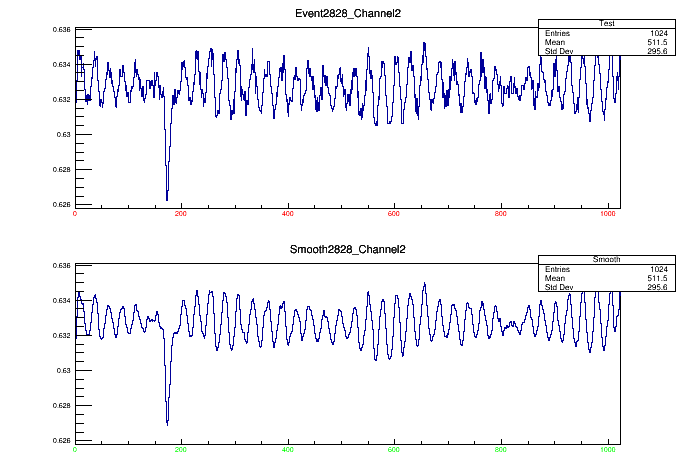 Event2828_Channel2
Test
Entries 1024
Mean 511.5
Std Dev 295.6
0.636
0.634
0.632
0.63
0.628
0.626
0 200 400 600 800 1000
Smooth2828_Channel2
Smooth
Entries 1024
Mean 511.5
Std Dev 295.6
0.636
0.634
0.632
0.63
0.628
0.626
0 200 400 600 800 1000